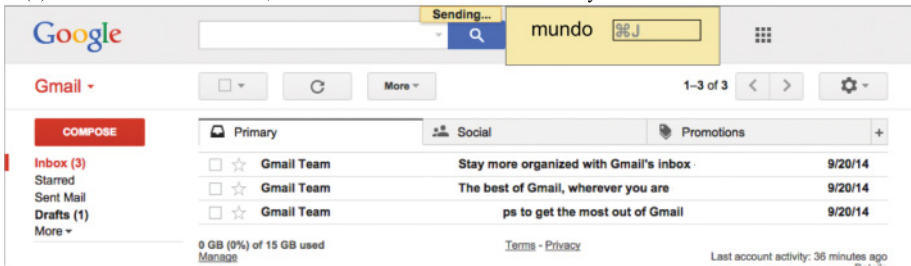 Sending...
Google
mundo ⌘J
Gmail
More
1–3 of 3
COMPOSE
Primary
Social
Promotions
+
Inbox (3)
Gmail Team Stay more organized with Gmail's inbox 9/20/14
Starred
Gmail Team The best of Gmail, wherever you are 9/20/14
Sent Mail
Drafts (1)
Gmail Team ps to get the most out of Gmail 9/20/14
More
0 GB (0%) of 15 GB used
Terms - Privacy
Manage
Last account activity: 36 minutes ago